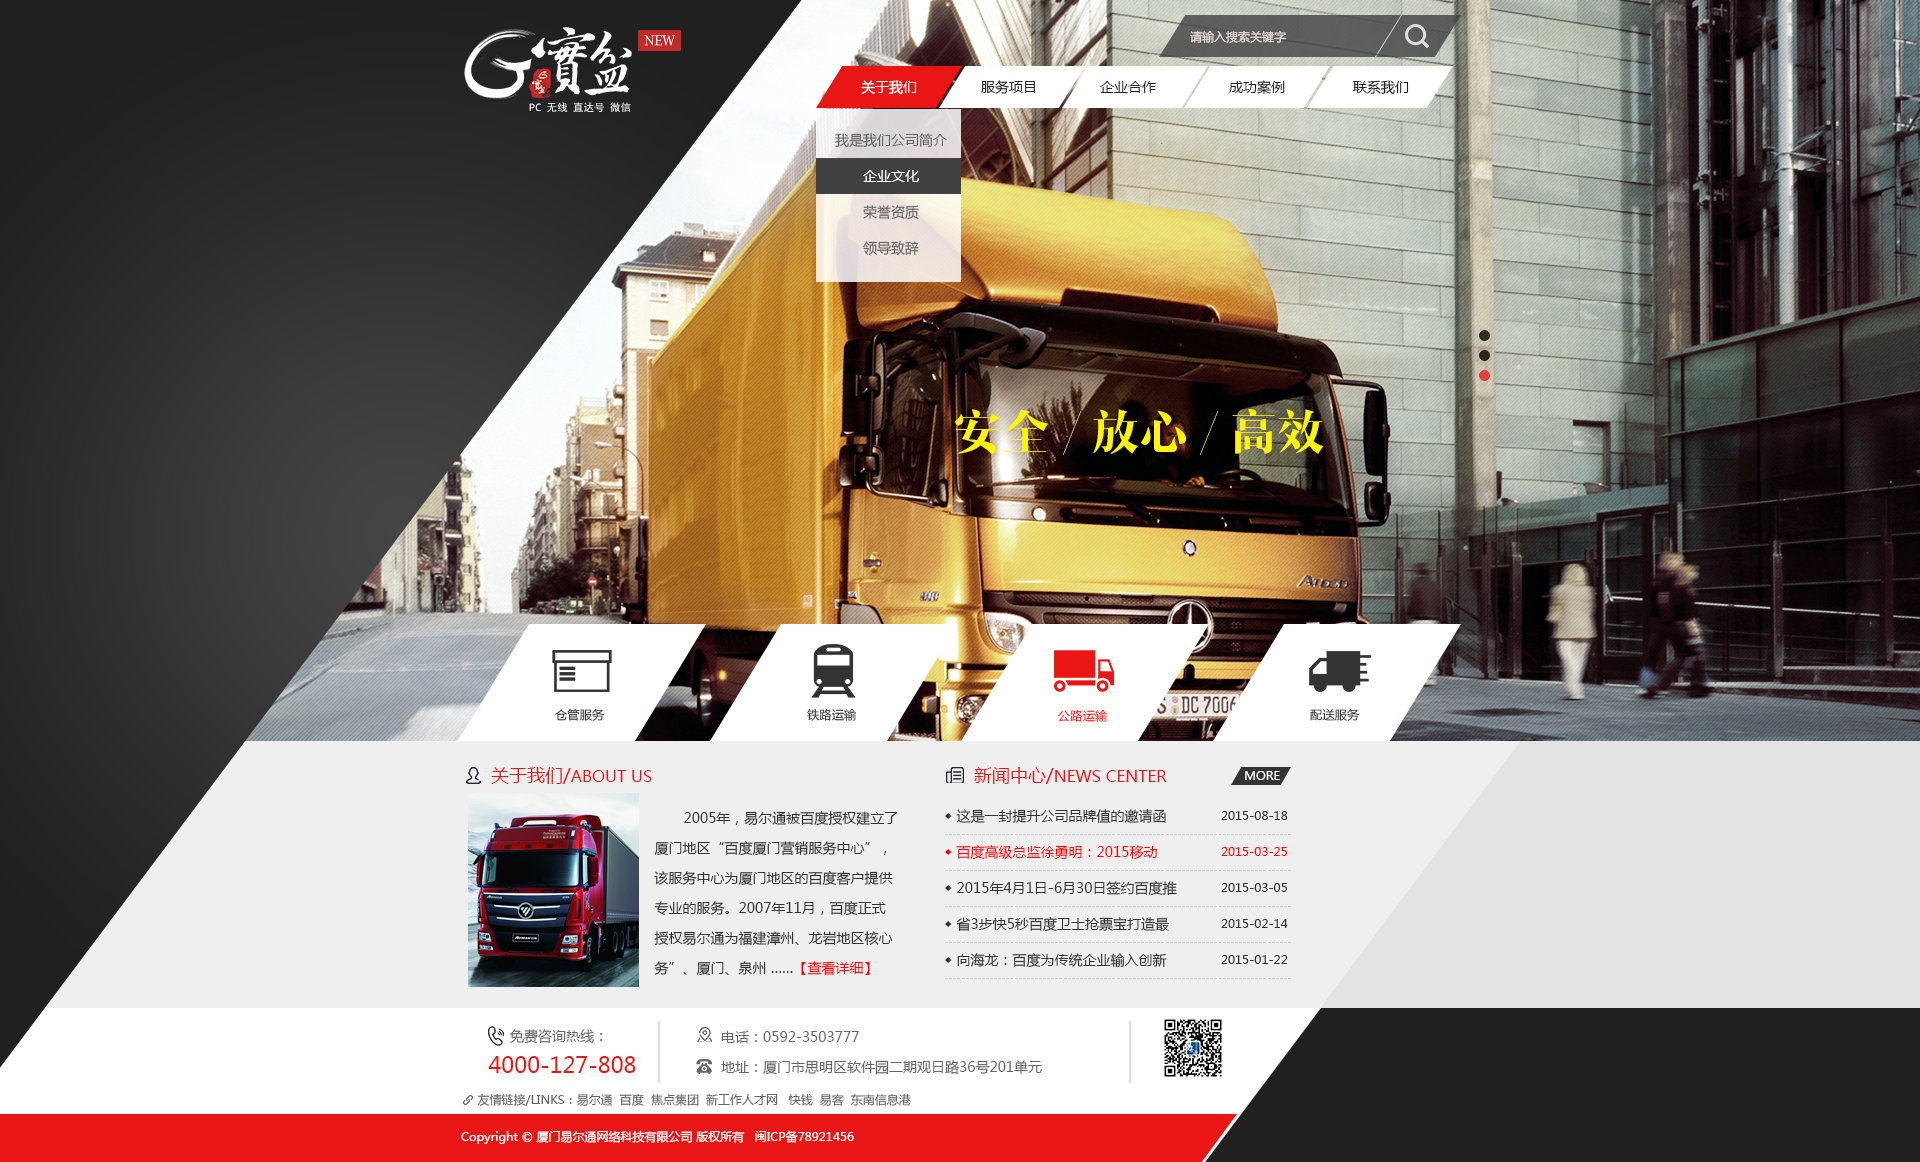 實盆 NEW
PC 无线 直达号 微信
请输入搜索关键字
关于我们 服务项目 企业合作 成功案例 联系我们
我是我们公司简介
企业文化
荣誉资质
领导致辞
安全/放心/高效
Atego
DC 7006
仓管服务 铁路运输 公路运输 配送服务
关于我们/ABOUT US
2005年，易尔通被百度授权建立了
厦门地区“百度厦门营销服务中心”，
该服务中心为厦门地区的百度客户提供
专业的服务。2007年11月，百度正式
授权易尔通为福建漳州、龙岩地区核心
务”、厦门、泉州 ......【查看详细】
新闻中心/NEWS CENTER MORE
这是一封提升公司品牌值的邀请函 2015-08-18
百度高级总监徐勇明：2015移动 2015-03-25
2015年4月1日-6月30日签约百度推 2015-03-05
省3步快5秒百度卫士抢票宝打造最 2015-02-14
向海龙：百度为传统企业输入创新 2015-01-22
免费咨询热线：
4000-127-808
电话：0592-3503777
地址：厦门市思明区软件园二期观日路36号201单元
友情链接/LINKS：易尔通 百度 焦点集团 新工作人才网 快钱 易客 东南信息港
Copyright © 厦门易尔通网络科技有限公司 版权所有 闽ICP备78921456